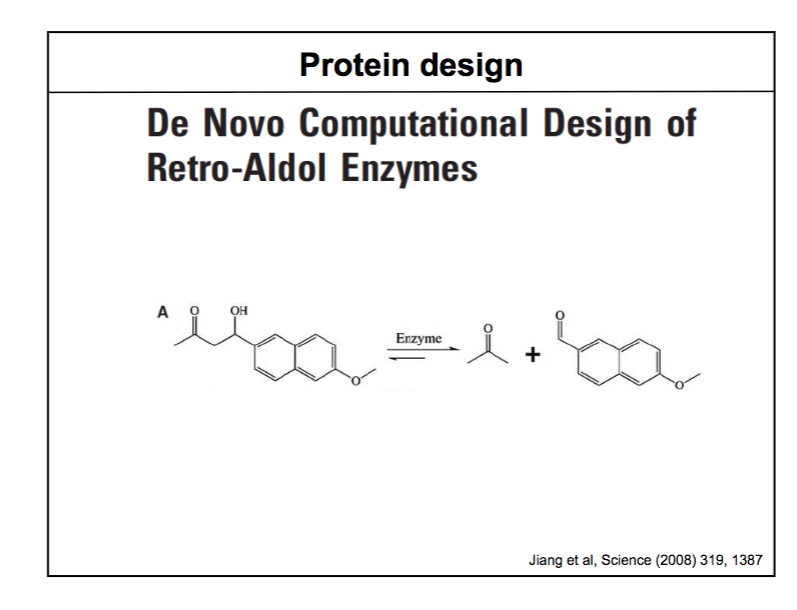 Protein design
De Novo Computational Design of
Retro-Aldol Enzymes
A
O
OH
O
Enzyme
O
+
O
O
Jiang et al, Science (2008) 319, 1387